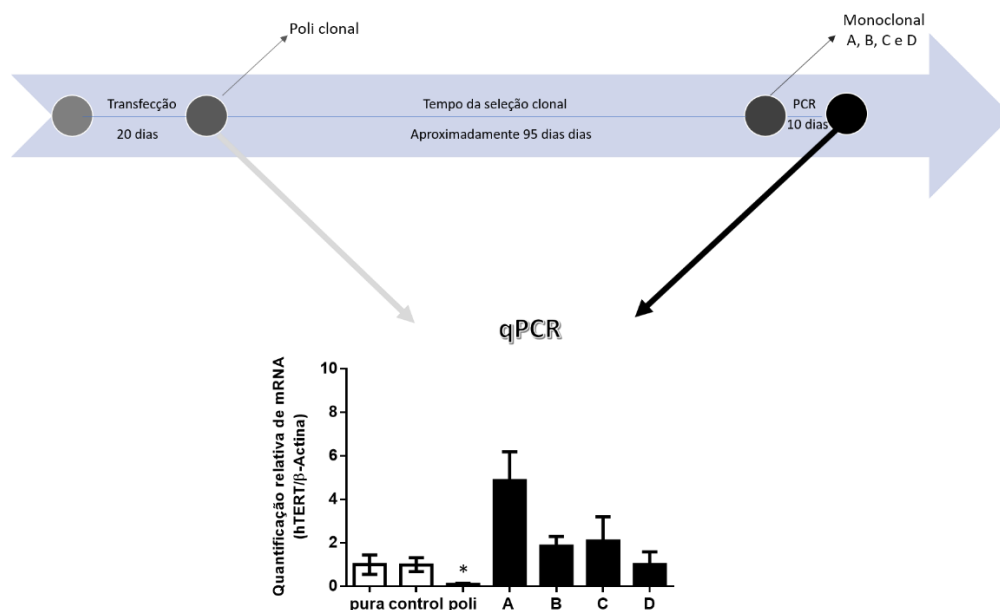 Poli clonal
Monoclonal
A, B, C e D
Transfecção
20 dias
Tempo da seleção clonal
Aproximadamente 95 dias dias
PCR
10 dias
qPCR
Quantificação relativa de mRNA
(hTERT/β-Actina)
10
8
6
4
2
0
*
pura control poli A B C D